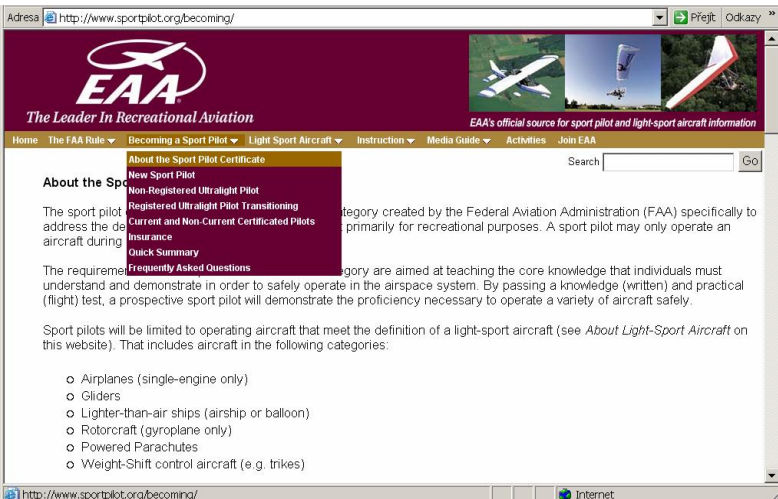 Adresa http://www.sportpilot.org/becoming/ Přejít Odkazy »
EAA
The Leader In Recreational Aviation
EAA's official source for sport pilot and light-sport aircraft information
Home The FAA Rule Becoming a Sport Pilot Light Sport Aircraft Instruction Media Guide Activities Join EAA
About the Sport Pilot Certificate
New Sport Pilot
Non-Registered Ultralight Pilot
Registered Ultralight Pilot Transitioning
Current and Non-Current Certificated Pilots
Insurance
Quick Summary
Frequently Asked Questions
Search Go
About the Spo
The sport pilot tegory created by the Federal Aviation Administration (FAA) specifically to
address the de t primarily for recreational purposes. A sport pilot may only operate an
aircraft during
The requiremen egory are aimed at teaching the core knowledge that individuals must
understand and demonstrate in order to safely operate in the airspace system. By passing a knowledge (written) and practical
(flight) test, a prospective sport pilot will demonstrate the proficiency necessary to operate a variety of aircraft safely.
Sport pilots will be limited to operating aircraft that meet the definition of a light-sport aircraft (see About Light-Sport Aircraft on
this website). That includes aircraft in the following categories:
Airplanes (single-engine only)
Gliders
Lighter-than-air ships (airship or balloon)
Rotorcraft (gyroplane only)
Powered Parachutes
Weight-Shift control aircraft (e.g. trikes)
http://www.sportpilot.org/becoming/ Internet